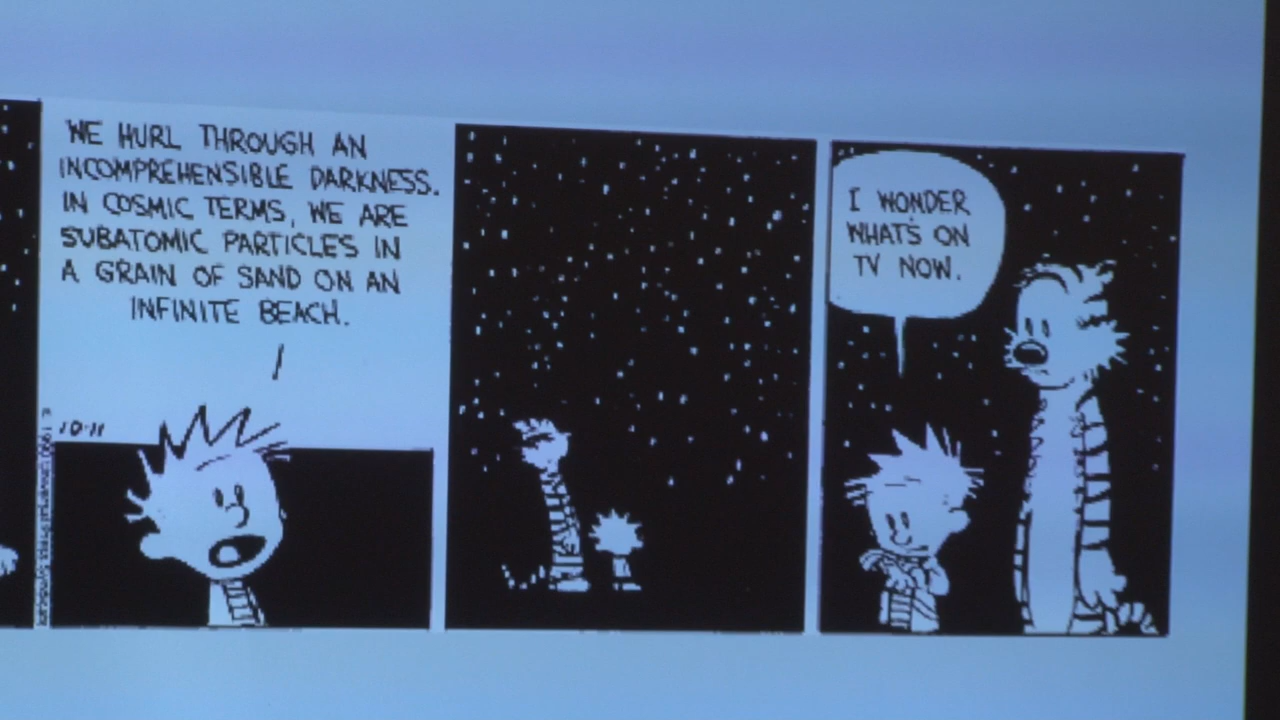 WE HURL THROUGH AN
INCOMPREHENSIBLE DARKNESS.
IN COSMIC TERMS, WE ARE
SUBATOMIC PARTICLES IN
A GRAIN OF SAND ON AN
INFINITE BEACH.
10-11
I WONDER
WHAT'S ON
TV NOW.